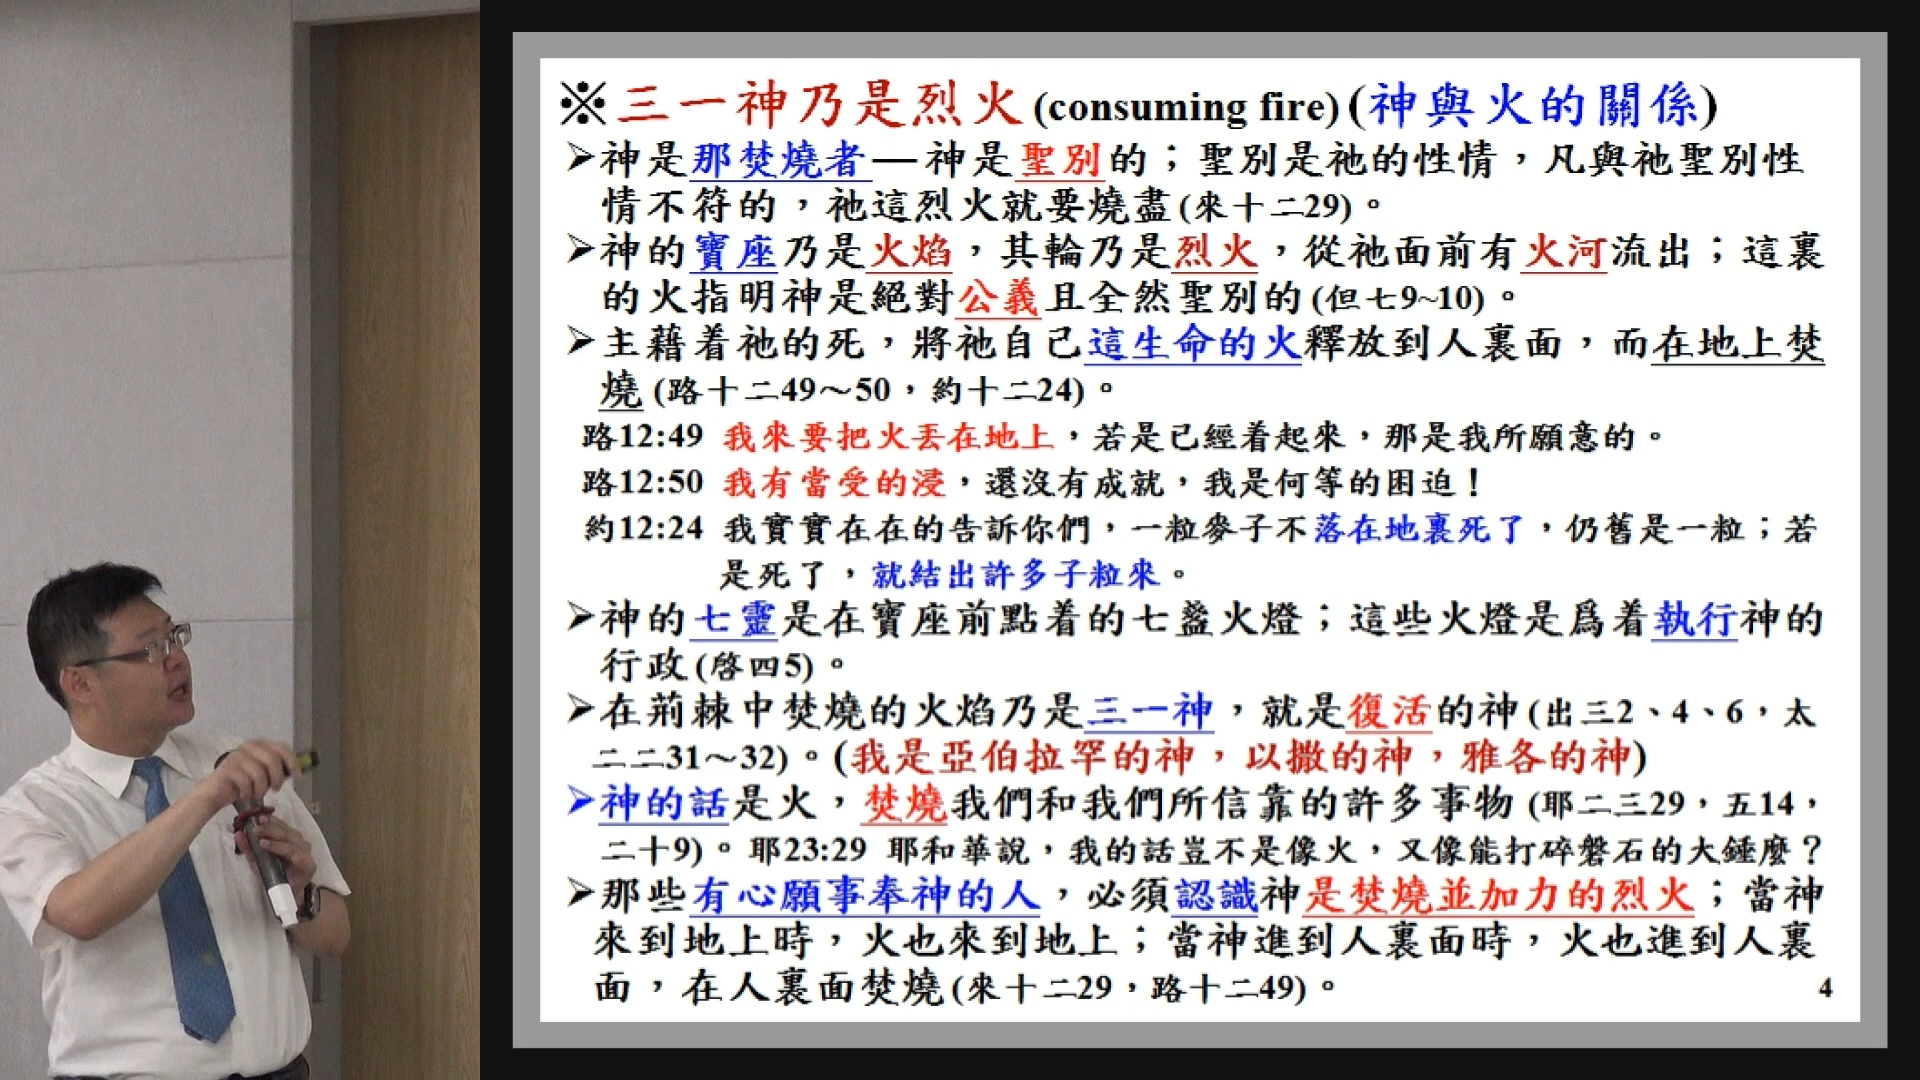 ※三一神乃是烈火(consuming fire)(神與火的關係)
➢神是那焚燒者—神是聖別的；聖別是祂的性情，凡與祂聖別性
情不符的，祂這烈火就要燒盡(來十二29)。
➢神的寶座乃是火焰，其輪乃是烈火，從祂面前有火河流出；這裏
的火指明神是絕對公義且全然聖別的(但七9~10)。
➢主藉着祂的死，將祂自己這生命的火釋放到人裏面，而在地上焚
燒(路十二49～50，約十二24)。
路12:49 我來要把火丟在地上，若是已經着起來，那是我所願意的。
路12:50 我有當受的浸，還沒有成就，我是何等的困迫！
約12:24 我實實在在的告訴你們，一粒麥子不落在地裏死了，仍舊是一粒；若
是死了，就結出許多子粒來。
➢神的七靈是在寶座前點着的七盞火燈；這些火燈是爲着執行神的
行政(啓四5)。
➢在荊棘中焚燒的火焰乃是三一神，就是復活的神(出三2、4、6，太
二二31～32)。(我是亞伯拉罕的神，以撒的神，雅各的神)
➢神的話是火，焚燒我們和我們所信靠的許多事物(耶二三29，五14，
二十9)。耶23:29 耶和華說，我的話豈不是像火，又像能打碎磐石的大錘麼？
➢那些有心願事奉神的人，必須認識神是焚燒並加力的烈火；當神
來到地上時，火也來到地上；當神進到人裏面時，火也進到人裏
面，在人裏面焚燒(來十二29，路十二49)。
4